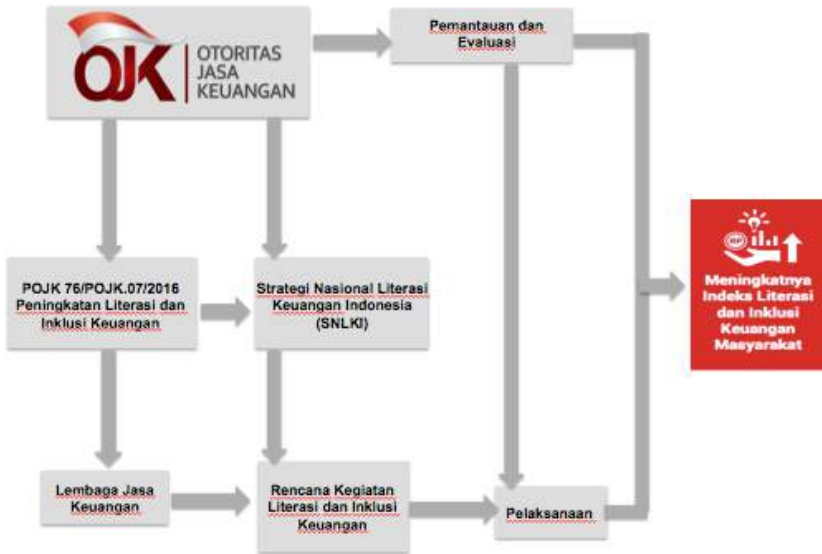 OJK
OTORITAS
JASA
KEUANGAN
Pemantauan dan
Evaluasi
POJK 76/POJK.07/2016
Peningkatan Literasi dan
Inklusi Keuangan
Strategi Nasional Literasi
Keuangan Indonesia
(SNLKI)
RP
Meningkatnya
Indeks Literasi
dan Inklusi
Keuangan
Masyarakat
Lembaga Jasa
Keuangan
Rencana Kegiatan
Literasi dan Inklusi
Keuangan
Pelaksanaan